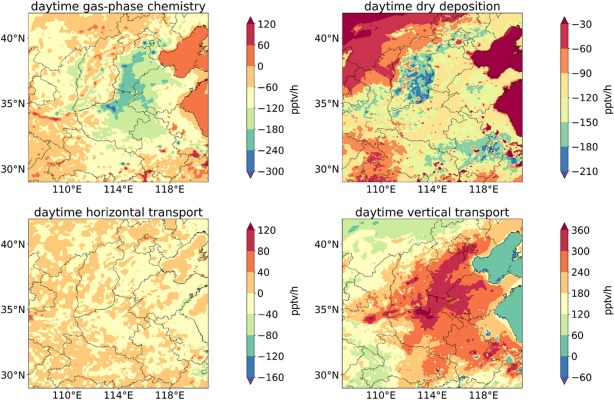 daytime gas-phase chemistry
40°N
35°N
30°N
110°E
114°E
118°E
120
60
0
−60
−120
−180
−240
−300
pptv/h
daytime dry deposition
40°N
35°N
30°N
110°E
114°E
118°E
−30
−60
−90
−120
−150
−180
−210
pptv/h
daytime horizontal transport
40°N
35°N
30°N
110°E
114°E
118°E
120
80
40
0
−40
−80
−120
−160
pptv/h
daytime vertical transport
40°N
35°N
30°N
110°E
114°E
118°E
360
300
240
180
120
60
0
−60
pptv/h